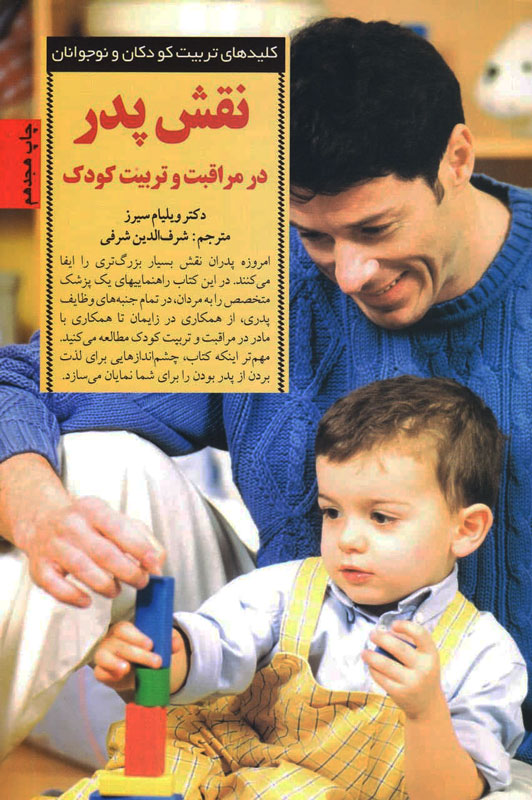 کلیدهای تربیت کودکان و نوجوانان
نقش پدر
در مراقبت و تربیت کودک
چاپ هجدهم
دکتر ویلیام سیرز
مترجم: شرف‌الدین شرفی
امروزه پدران نقش بسیار بزرگ‌تری را ایفا
می‌کنند. در این کتاب راهنماییهای یک پزشک
متخصص را به مردان، در تمام جنبه‌های وظایف
پدری، از همکاری در زایمان تا همکاری با
مادر در مراقبت و تربیت کودک مطالعه می‌کنید.
مهم‌تر اینکه کتاب، چشم‌اندازهایی برای لذت
بردن از پدر بودن را برای شما نمایان می‌سازد.